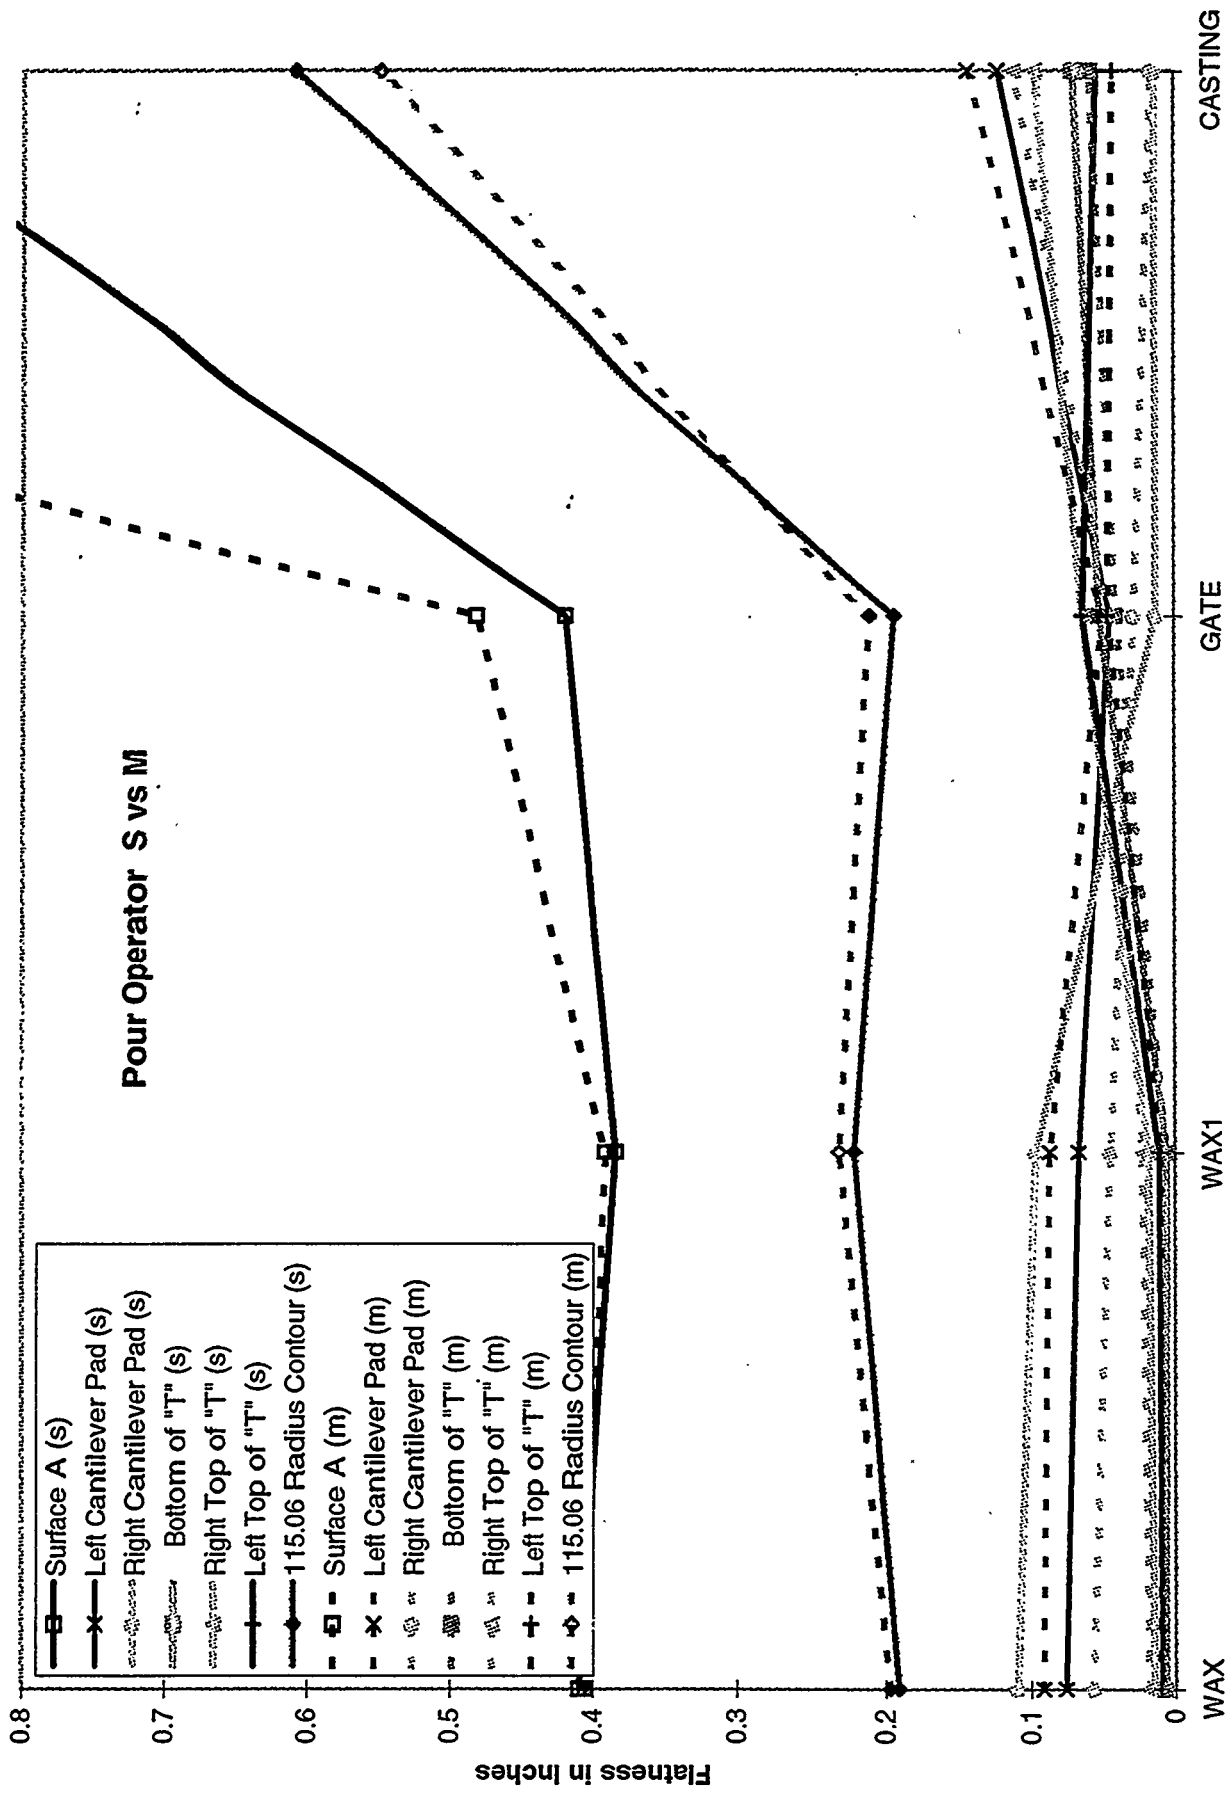 Pour Operator S vs M
Surface A (s)
Left Cantilever Pad (s)
Right Cantilever Pad (s)
Bottom of "T" (s)
Right Top of "T" (s)
Left Top of "T" (s)
115.06 Radius Contour (s)
Surface A (m)
Left Cantilever Pad (m)
Right Cantilever Pad (m)
Bottom of "T" (m)
Right Top of "T" (m)
Left Top of "T" (m)
115.06 Radius Contour (m)
Flatness in Inches
0.8
0.7
0.6
0.5
0.4
0.3
0.2
0.1
0
WAX
WAX1
GATE
CASTING